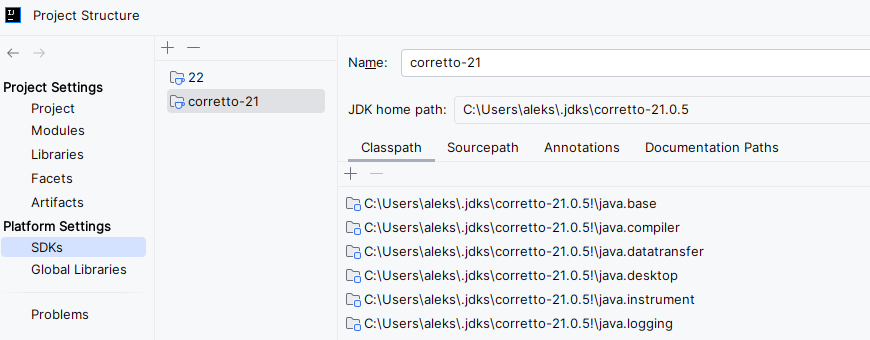 Project Structure
Project Settings
Project
Modules
Libraries
Facets
Artifacts
Platform Settings
SDKs
Global Libraries
Problems
22
corretto-21
Name: corretto-21
JDK home path: C:\Users\aleks\.jdks\corretto-21.0.5
Classpath Sourcepath Annotations Documentation Paths
C:\Users\aleks\.jdks\corretto-21.0.5!\java.base
C:\Users\aleks\.jdks\corretto-21.0.5!\java.compiler
C:\Users\aleks\.jdks\corretto-21.0.5!\java.datatransfer
C:\Users\aleks\.jdks\corretto-21.0.5!\java.desktop
C:\Users\aleks\.jdks\corretto-21.0.5!\java.instrument
C:\Users\aleks\.jdks\corretto-21.0.5!\java.logging